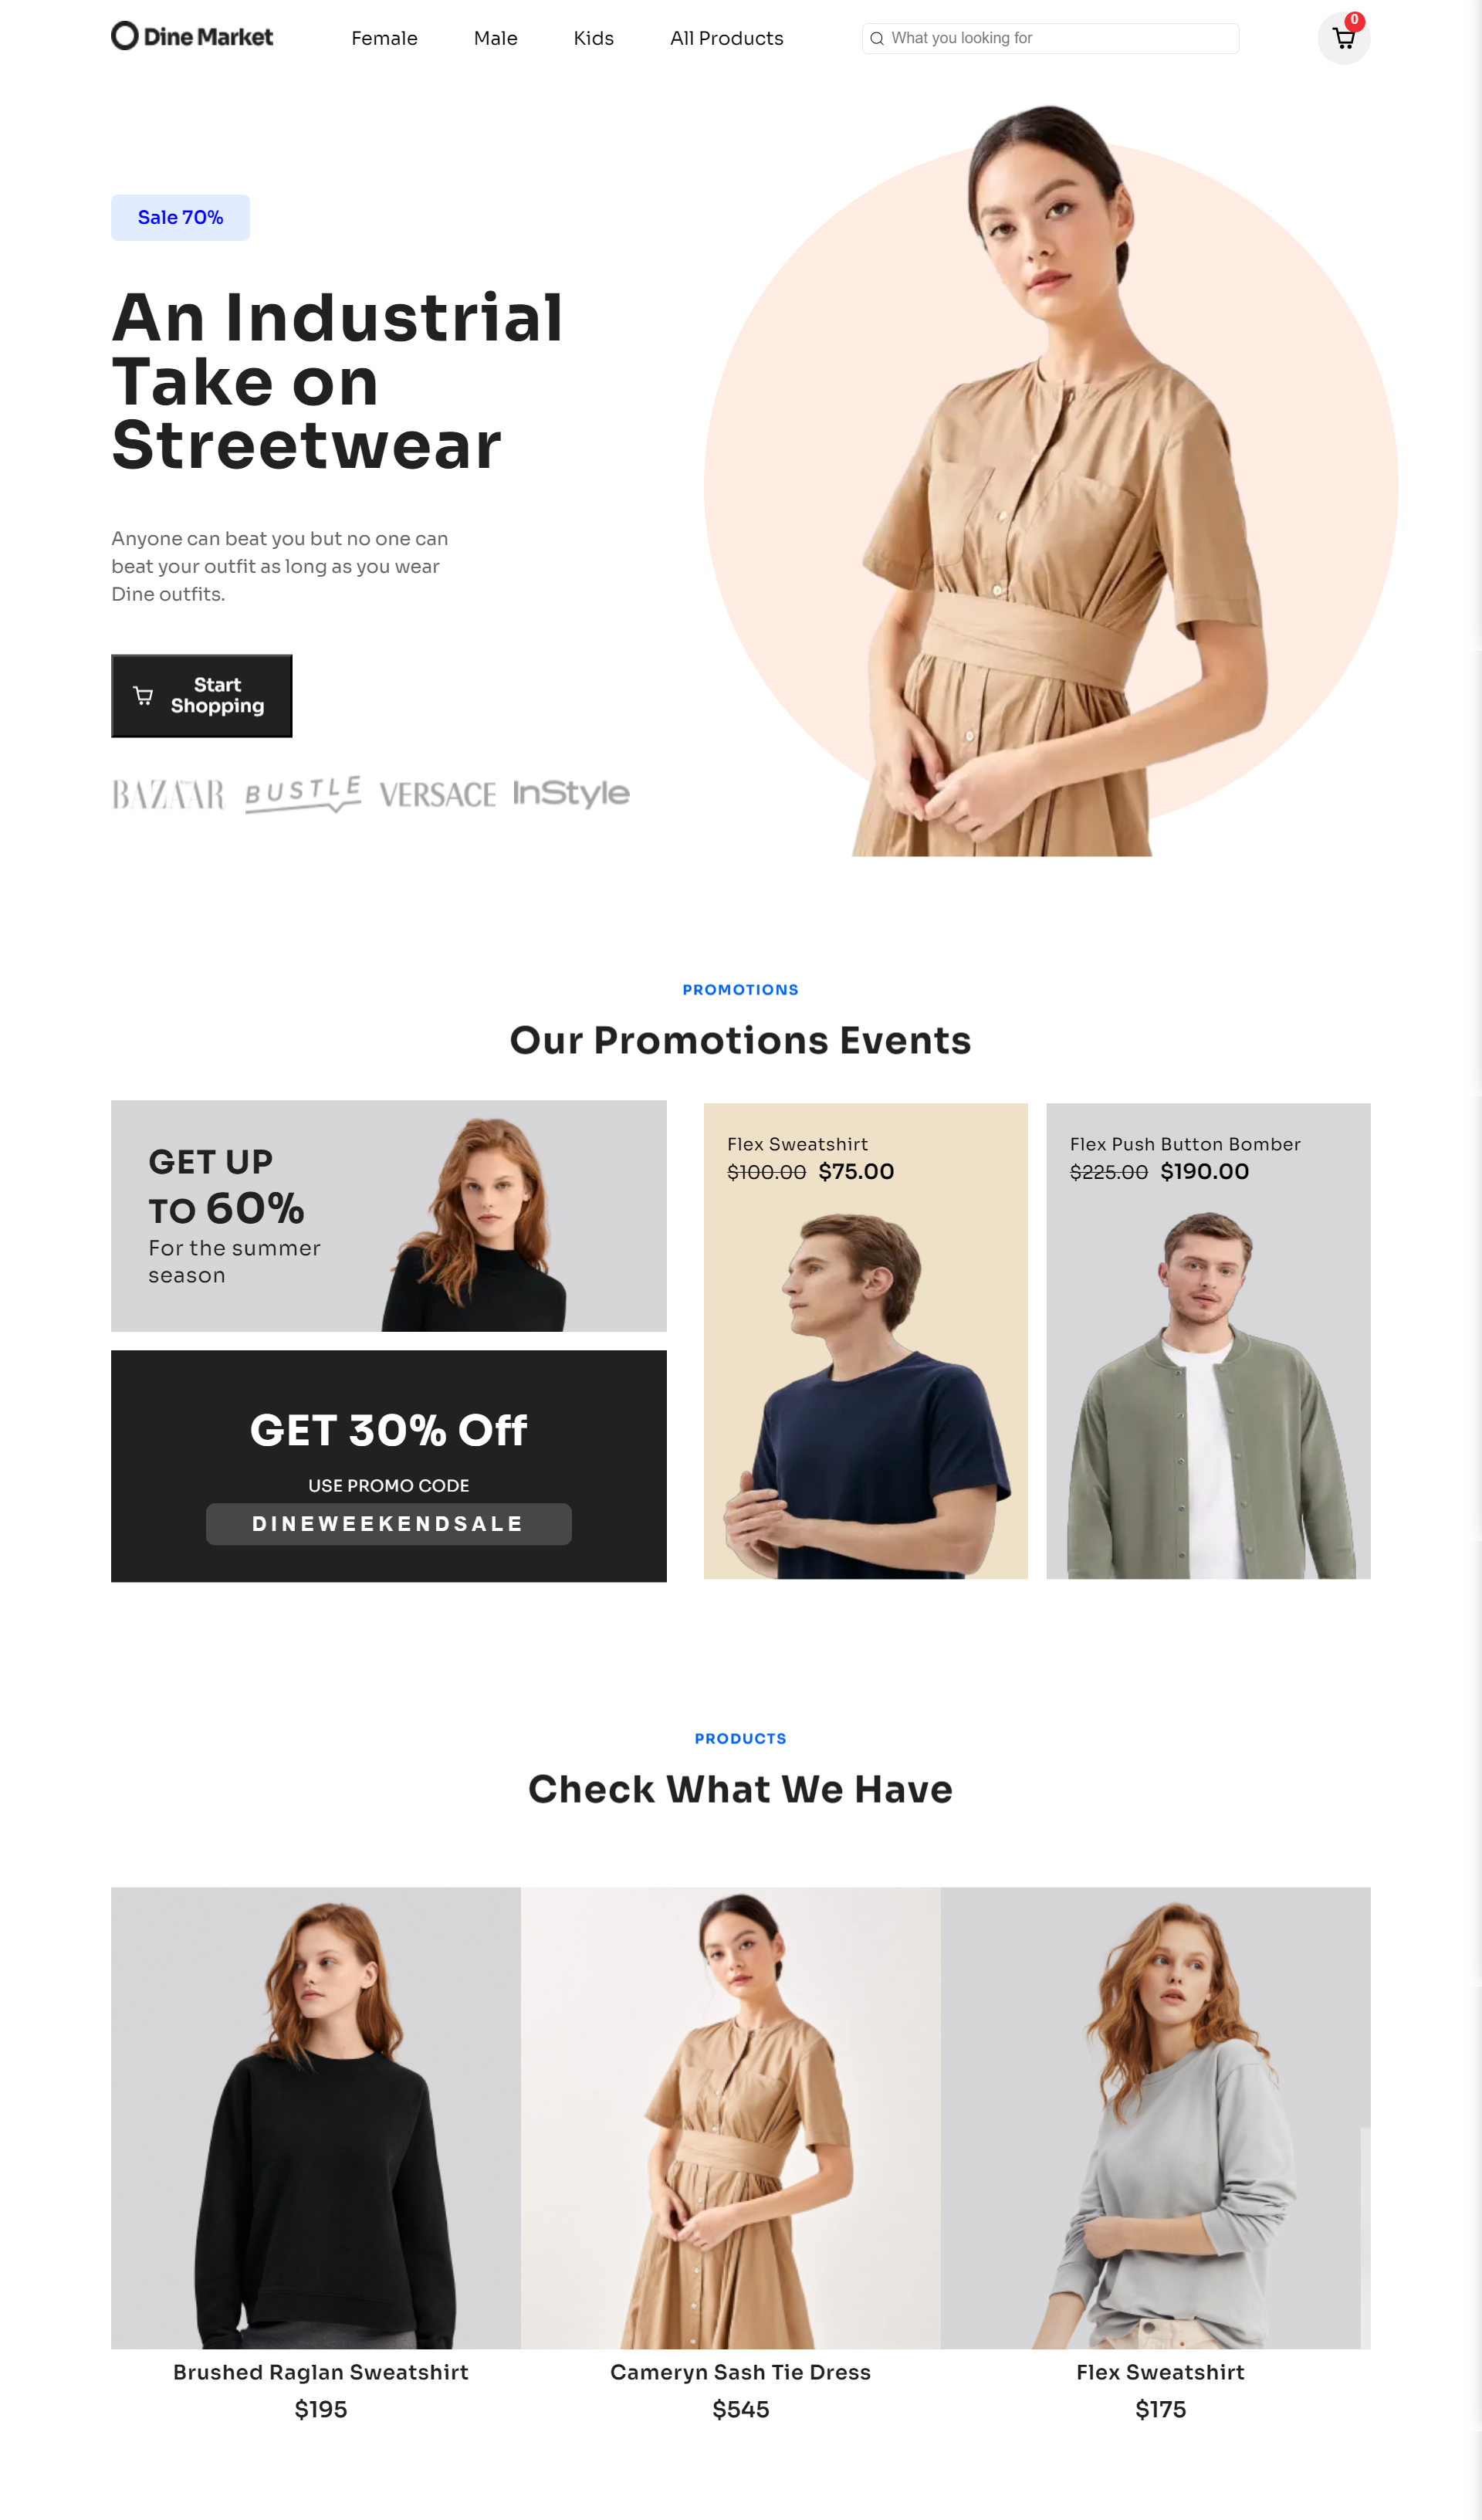 Dine Market
Female
Male
Kids
All Products
What you looking for
0
Sale 70%
An Industrial
Take on
Streetwear
Anyone can beat you but no one can
beat your outfit as long as you wear
Dine outfits.
Start
Shopping
BAZAAR
BUSTLE
VERSACE
InStyle
PROMOTIONS
Our Promotions Events
GET UP
TO 60%
For the summer
season
GET 30% Off
USE PROMO CODE
DINEWEEKENDSALE
Flex Sweatshirt
$100.00 $75.00
Flex Push Button Bomber
$225.00 $190.00
PRODUCTS
Check What We Have
Brushed Raglan Sweatshirt
$195
Cameryn Sash Tie Dress
$545
Flex Sweatshirt
$175